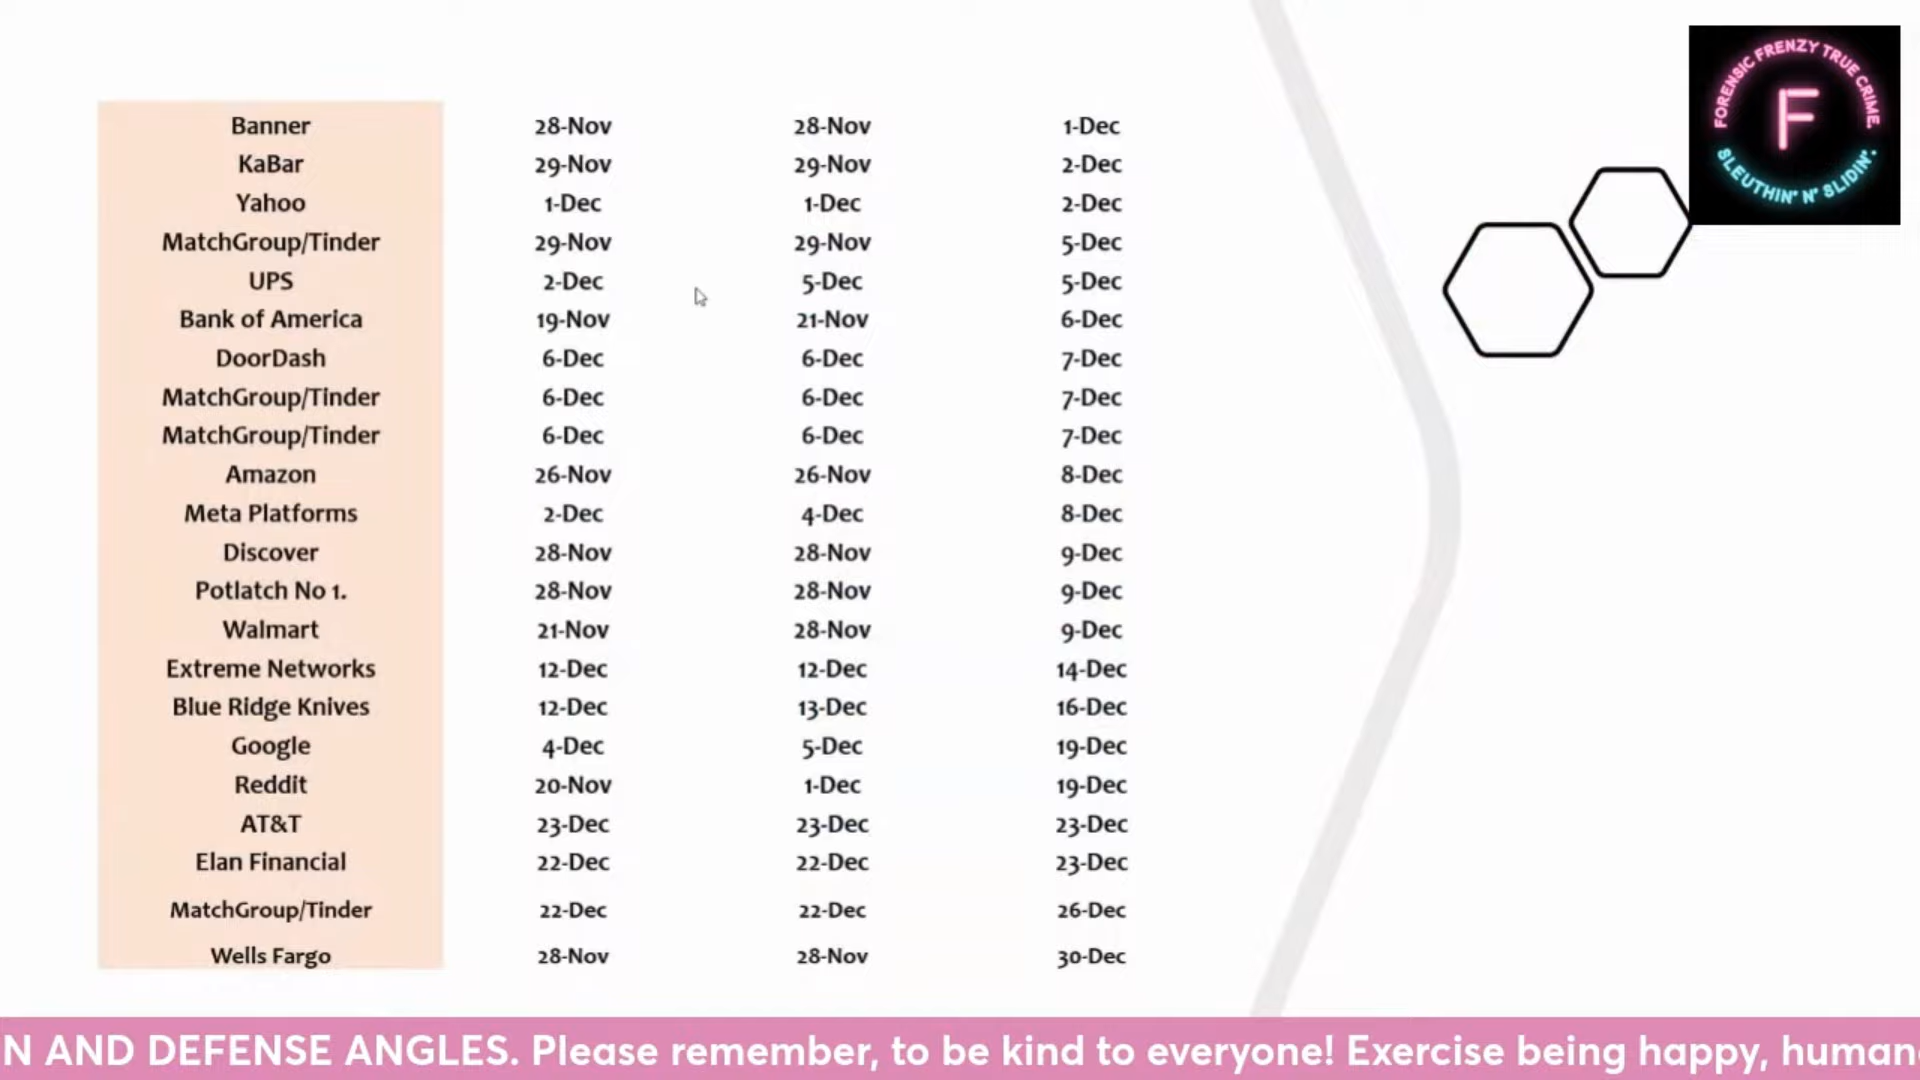 FORENSIC FRENZY TRUE CRIME.
F
SLEUTHIN' N' SLIDIN'.
Banner 28-Nov 28-Nov 1-Dec
KaBar 29-Nov 29-Nov 2-Dec
Yahoo 1-Dec 1-Dec 2-Dec
MatchGroup/Tinder 29-Nov 29-Nov 5-Dec
UPS 2-Dec 5-Dec 5-Dec
Bank of America 19-Nov 21-Nov 6-Dec
DoorDash 6-Dec 6-Dec 7-Dec
MatchGroup/Tinder 6-Dec 6-Dec 7-Dec
MatchGroup/Tinder 6-Dec 6-Dec 7-Dec
Amazon 26-Nov 26-Nov 8-Dec
Meta Platforms 2-Dec 4-Dec 8-Dec
Discover 28-Nov 28-Nov 9-Dec
Potlatch No 1. 28-Nov 28-Nov 9-Dec
Walmart 21-Nov 28-Nov 9-Dec
Extreme Networks 12-Dec 12-Dec 14-Dec
Blue Ridge Knives 12-Dec 13-Dec 16-Dec
Google 4-Dec 5-Dec 19-Dec
Reddit 20-Nov 1-Dec 19-Dec
AT&T 23-Dec 23-Dec 23-Dec
Elan Financial 22-Dec 22-Dec 23-Dec
MatchGroup/Tinder 22-Dec 22-Dec 26-Dec
Wells Fargo 28-Nov 28-Nov 30-Dec
N AND DEFENSE ANGLES. Please remember, to be kind to everyone! Exercise being happy, human